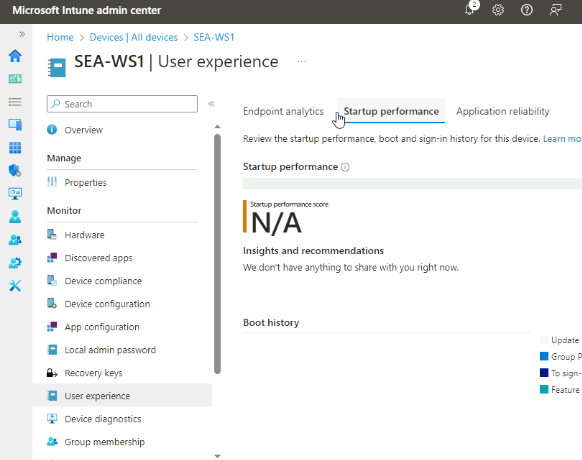 Microsoft Intune admin center
2
Home > Devices | All devices > SEA-WS1
SEA-WS1 | User experience ...
Search
Overview
Manage
Properties
Monitor
Hardware
Discovered apps
Device compliance
Device configuration
App configuration
Local admin password
Recovery keys
User experience
Device diagnostics
Group membership
Endpoint analytics Startup performance Application reliability
Review the startup performance, boot and sign-in history for this device. Learn mo
Startup performance
Startup performance score
N/A
Insights and recommendations
We don't have anything to share with you right now.
Boot history
Update
Group P
To sign-
Feature